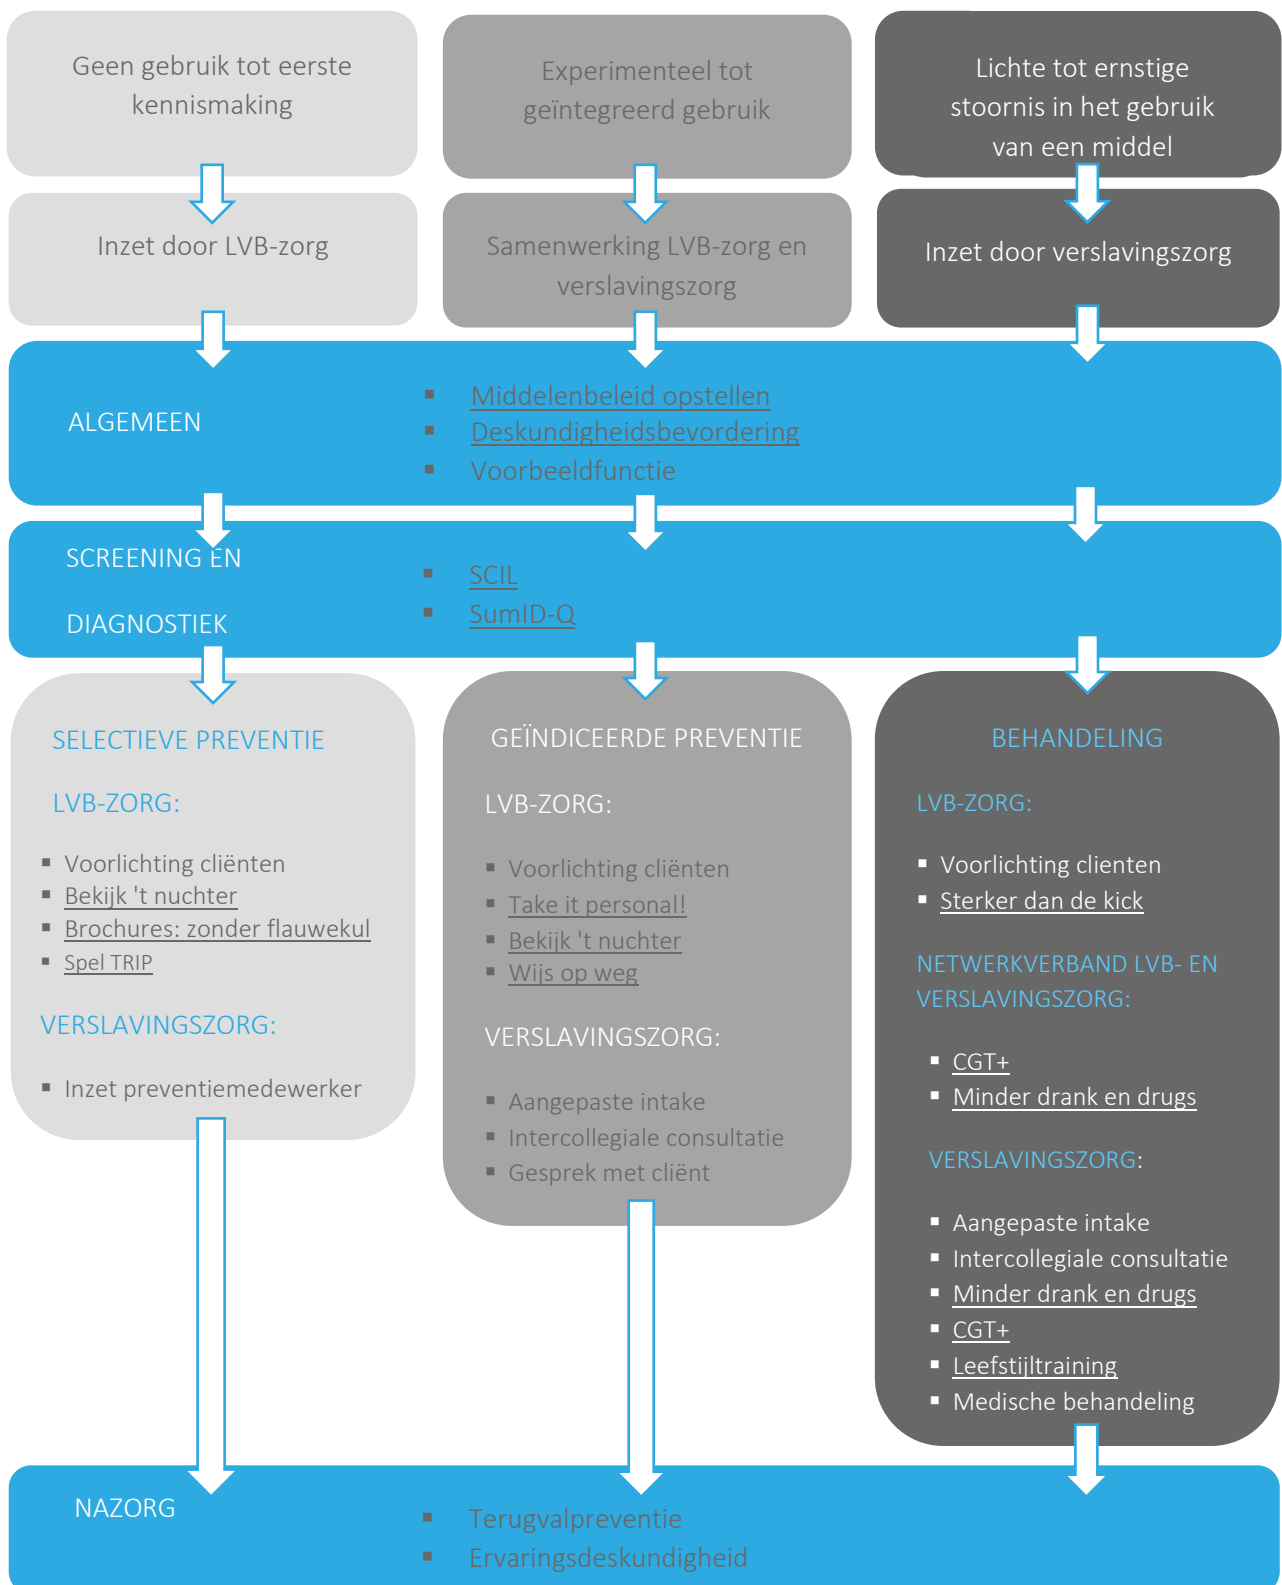 Geen gebruik tot eerste
kennismaking
Experimenteel tot
geïntegreerd gebruik
Lichte tot ernstige
stoornis in het gebruik
van een middel
Inzet door LVB-zorg
Samenwerking LVB-zorg en
verslavingszorg
Inzet door verslavingszorg
ALGEMEEN
▪ Middelenbeleid opstellen
▪ Deskundigheidsbevordering
▪ Voorbeeldfunctie
SCREENING EN
DIAGNOSTIEK
▪ SCIL
▪ SumID-Q
SELECTIEVE PREVENTIE
LVB-ZORG:
▪ Voorlichting cliënten
▪ Bekijk 't nuchter
▪ Brochures: zonder flauwekul
▪ Spel TRIP
VERSLAVINGSZORG:
▪ Inzet preventiemedewerker
GEÏNDICEERDE PREVENTIE
LVB-ZORG:
▪ Voorlichting cliënten
▪ Take it personal!
▪ Bekijk 't nuchter
▪ Wijs op weg
VERSLAVINGSZORG:
▪ Aangepaste intake
▪ Intercollegiale consultatie
▪ Gesprek met cliënt
BEHANDELING
LVB-ZORG:
▪ Voorlichting clienten
▪ Sterker dan de kick
NETWERKVERBAND LVB- EN
VERSLAVINGSZORG:
▪ CGT+
▪ Minder drank en drugs
VERSLAVINGSZORG:
▪ Aangepaste intake
▪ Intercollegiale consultatie
▪ Minder drank en drugs
▪ CGT+
▪ Leefstijltraining
▪ Medische behandeling
NAZORG
▪ Terugvalpreventie
▪ Ervaringsdeskundigheid